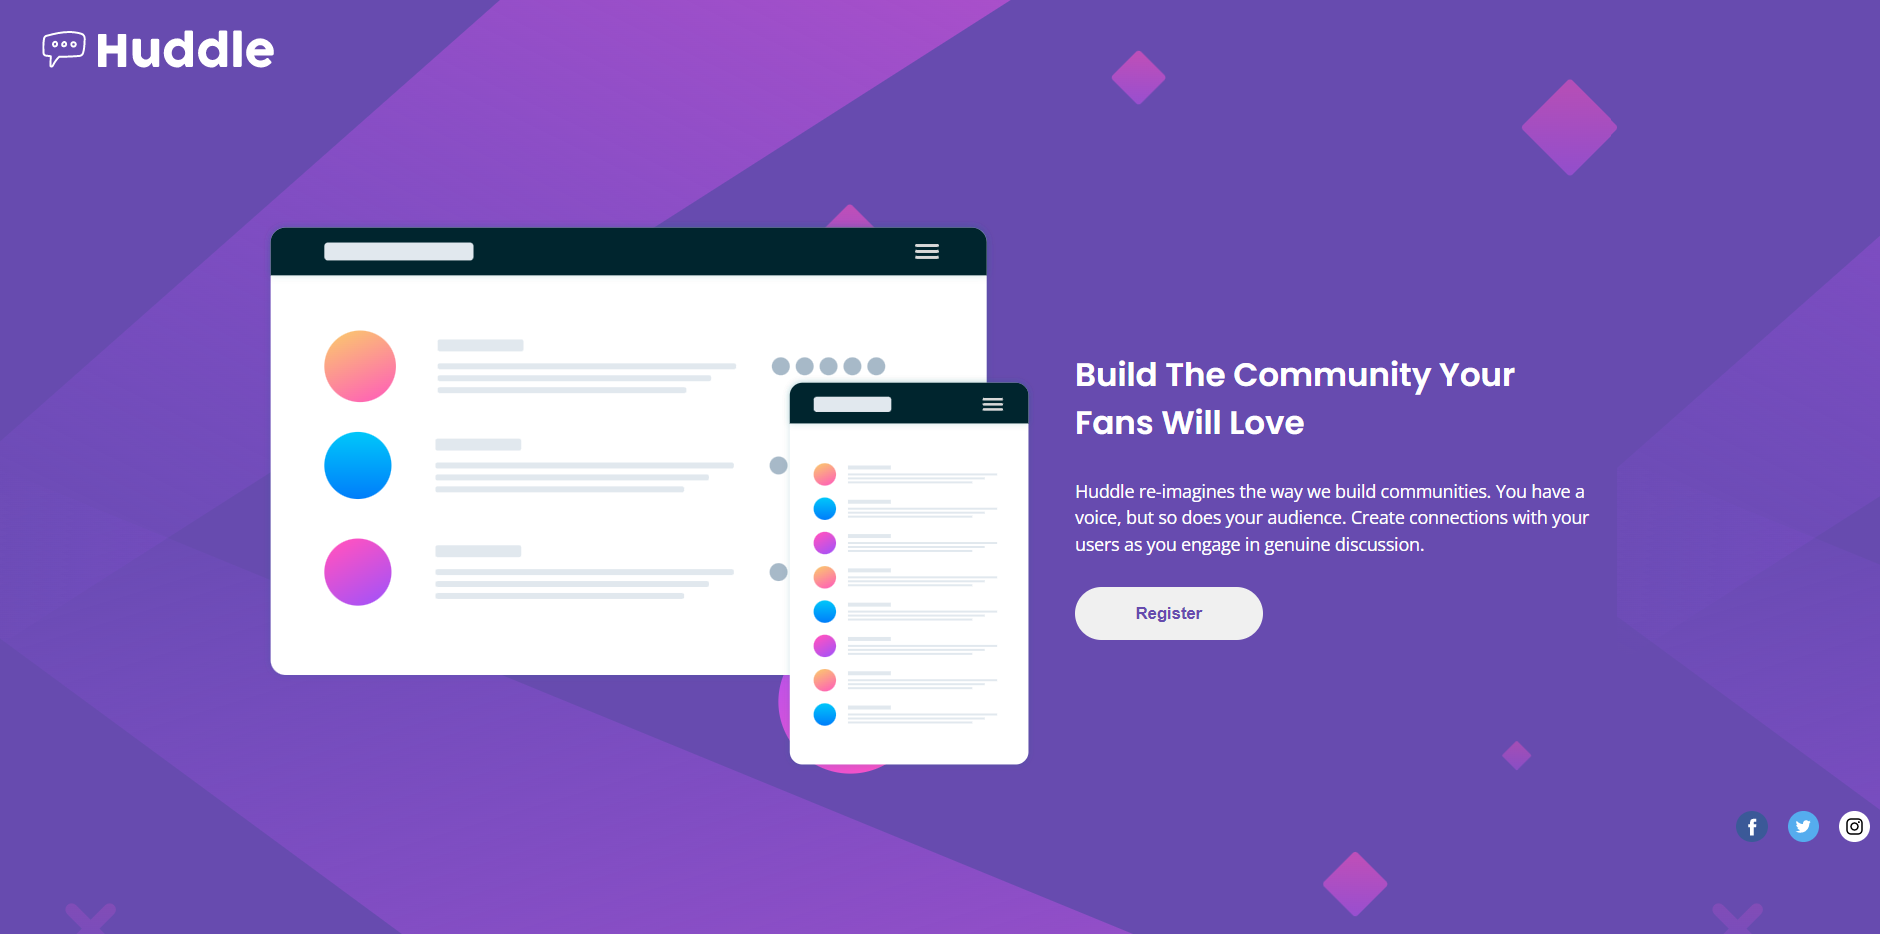 Huddle
Build The Community Your
Fans Will Love
Huddle re-imagines the way we build communities. You have a
voice, but so does your audience. Create connections with your
users as you engage in genuine discussion.
Register